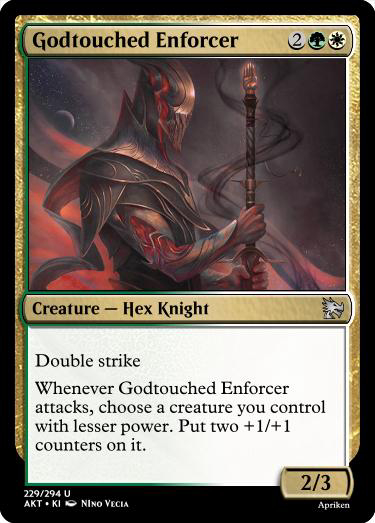 Godtouched Enforcer 2
Creature — Hex Knight
Double strike
Whenever Godtouched Enforcer
attacks, choose a creature you control
with lesser power. Put two +1/+1
counters on it.
2/3
229/294 U
AKT • KI NINO VECIA
Apriken